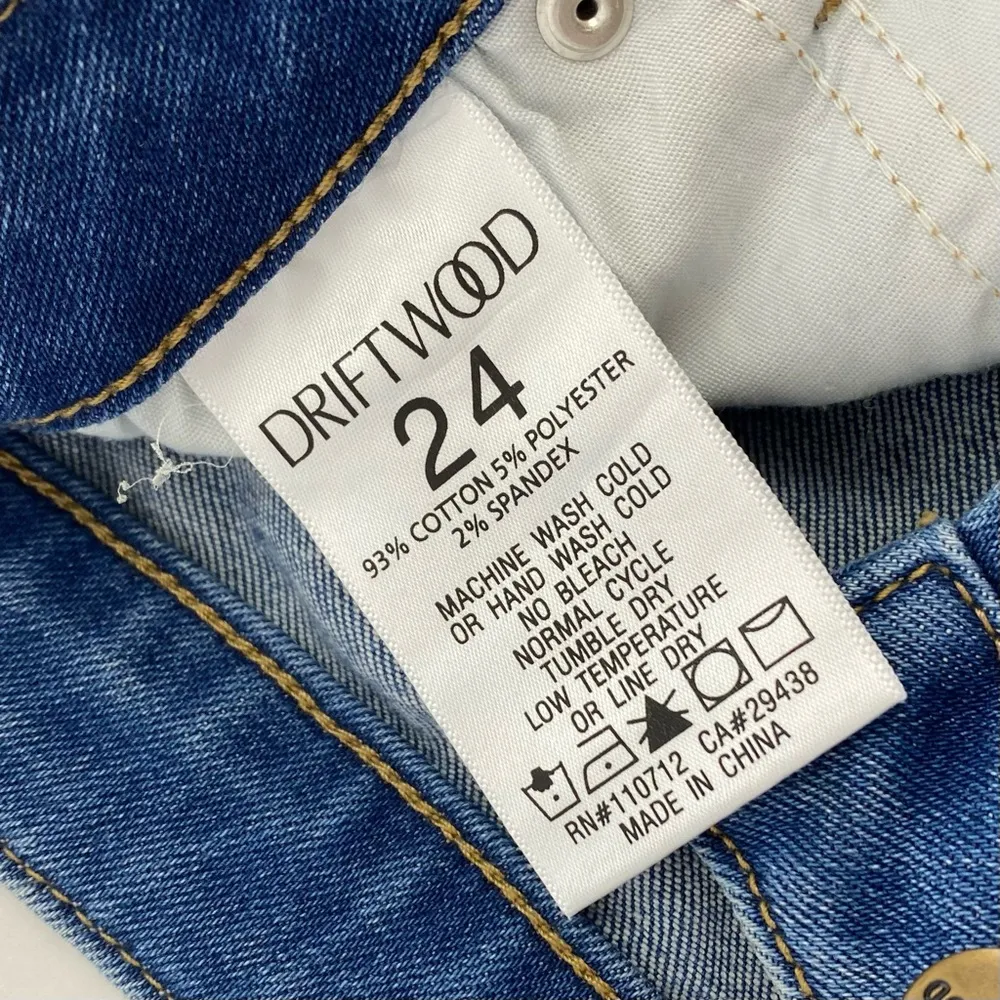 DRIFTWOOD
24
93% COTTON 5% POLYESTER
2% SPANDEX
MACHINE WASH COLD
OR HAND WASH COLD
NO BLEACH
NORMAL CYCLE
TUMBLE DRY
LOW TEMPERATURE
OR LINE DRY
RN#110712 CA#29438
MADE IN CHINA